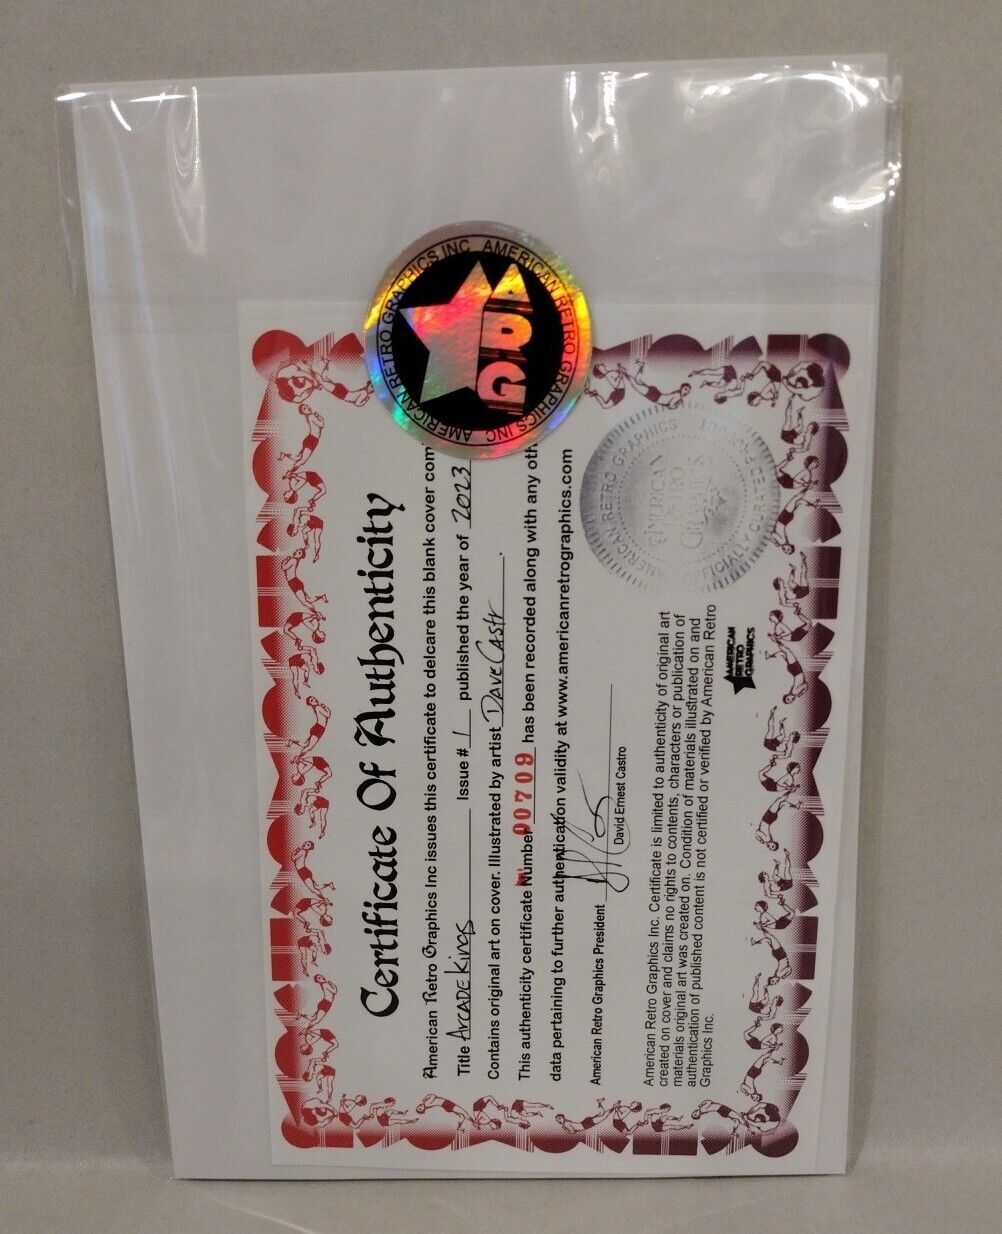 Certificate Of Authenticity
American Retro Graphics Inc issues this certificate to delcare this blank cover com
Title ArcADE Kings Issue # 1 published the year of 2023
Contains original art on cover. Illustrated by artist Dave Castr.
This authenticity certificate Number 00709 has been recorded along with any oth
data pertaining to further authentication validity at www.americanretrographics.com
American Retro Graphics President
David Ernest Castro
American Retro Graphics Inc. Certificate is limited to authenticity of original art
created on cover and claims no rights to contents, characters or publication of
materials original art was created on. Condition of materials illustrated on and
authentication of published content is not certified or verified by American Retro
Graphics Inc.
AMERICAN
RETRO
GRAPHICS
AMERICAN RETRO GRAPHICS INC AMERICAN RETRO GRAPHICS INC
ARG
AMERICAN RETRO GRAPHICS
AMERICAN
RETRO